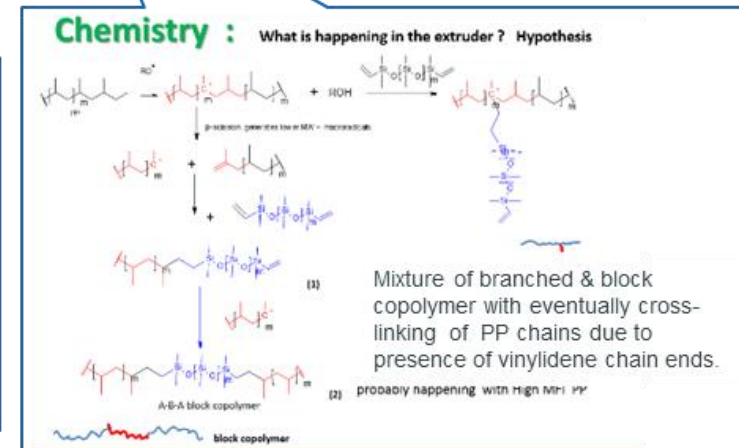 Chemistry : What is happening in the extruder ? Hypothesis
RO•
PP
+ ROH
β-scission generates lower MW macroradicals
+
+
(1)
Mixture of branched & block
copolymer with eventually cross-
linking of PP chains due to
presence of vinylidene chain ends.
(2) probably happening with High MFI PP
A-B-A block copolymer
block copolymer